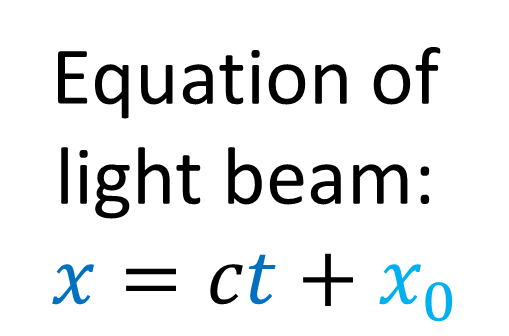 Equation of
light beam:
x = ct + x₀